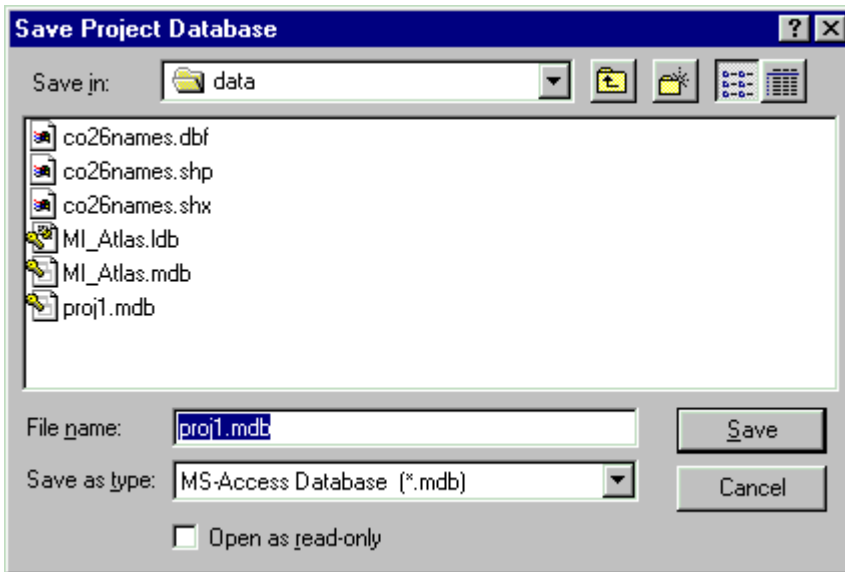 Save Project Database
Save in: data
co26names.dbf
co26names.shp
co26names.shx
MI_Atlas.ldb
MI_Atlas.mdb
proj1.mdb
File name: proj1.mdb Save
Save as type: MS-Access Database (*.mdb) Cancel
Open as read-only